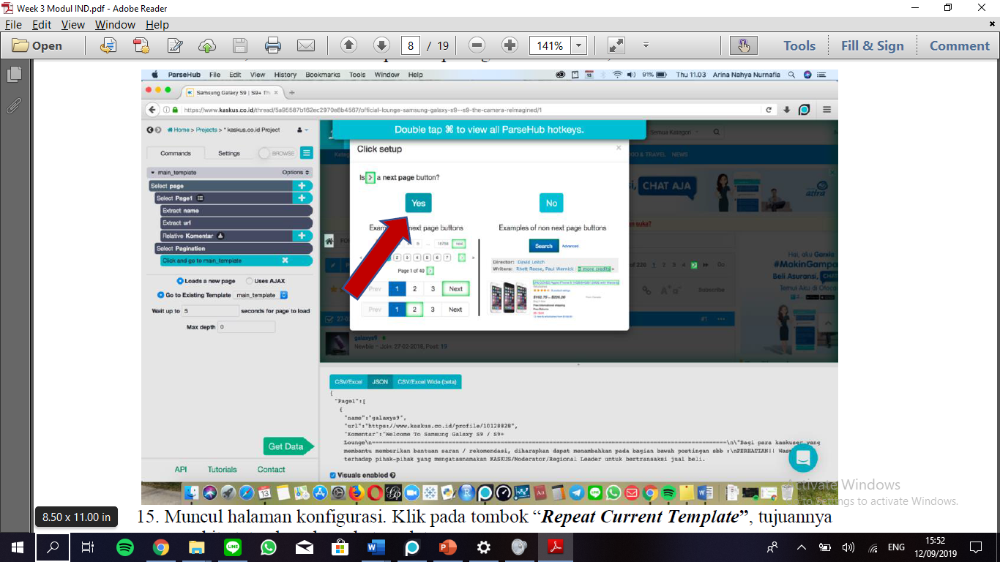 Week 3 Modul IND.pdf - Adobe Reader
File Edit View Window Help
Open 8 / 19 141% Tools Fill & Sign Comment
ParseHub File Edit View History Bookmarks Tools Window Help 91% Thu 11.03 Arina Nahya Nurnafia
Samsung Galaxy S9 | S9+ Th
https://www.kaskus.co.id/thread/5a95587b162ec2970e8b4567/official-lounge-samsung-galaxy-s9--s9-the-camera-reimagined/1
Home > Projects > * kaskus.co.id Project
Commands Settings BROWSE
main_template Options
Select page
Select Page1
Extract name
Extract url
Relative Komentar
Select Pagination
Click and go to main_template
Loads a new page Uses AJAX
Go to Existing Template main_template
Wait up to 5 seconds for page to load
Max depth 0
Get Data
API Tutorials Contact
Double tap ⌘ to view all ParseHub hotkeys.
Click setup
Is > a next page button?
Yes No
next page buttons
Examples of non next page buttons
16758 next
2 3 4 5 6 7
Page 1 of 40
Prev 1 2 3 Next
Prev 1 2 3 Next
Search Advanced
Director: David Leitch
Writers: Rhett Reese, Paul Wernick | 3 more credits »
Semua Kategori
& TRAVEL NEWS
CHAT AJA
astra
suka?
1 2 3 4
Go
Subscribe
#1
Hai, aku Garxia
#MakinGampa
Beli Asuransi,
Temui Aku di
galaxys9
Newbie - Join: 27-02-2018, Post: 19
CSV/Excel JSON CSV/Excel Wide (beta)
{
"Page1":[
{
"name":"galaxys9",
"url":"https://www.kaskus.co.id/profile/10128828",
"Komentar":"Welcome To Samsung Galaxy S9 / S9+
Lounge\n \n\"Bagi para kaskuser yang
membantu memberikan bantuan saran / rekomendasi, diharapkan dapat menambahkan pada bagian bawah postingan sbb :\nPERHATIAN!!
terhadap pihak-pihak yang mengatasnamakan KASKUS/Moderator/Regional Leader untuk bertransaksi jual beli.
Visuals enabled
Activate Windows
to settings to activate Windows.
8.50 x 11.00 in
15. Muncul halaman konfigurasi. Klik pada tombok “Repeat Current Template”, tujuannya
ENG 15:52
12/09/2019